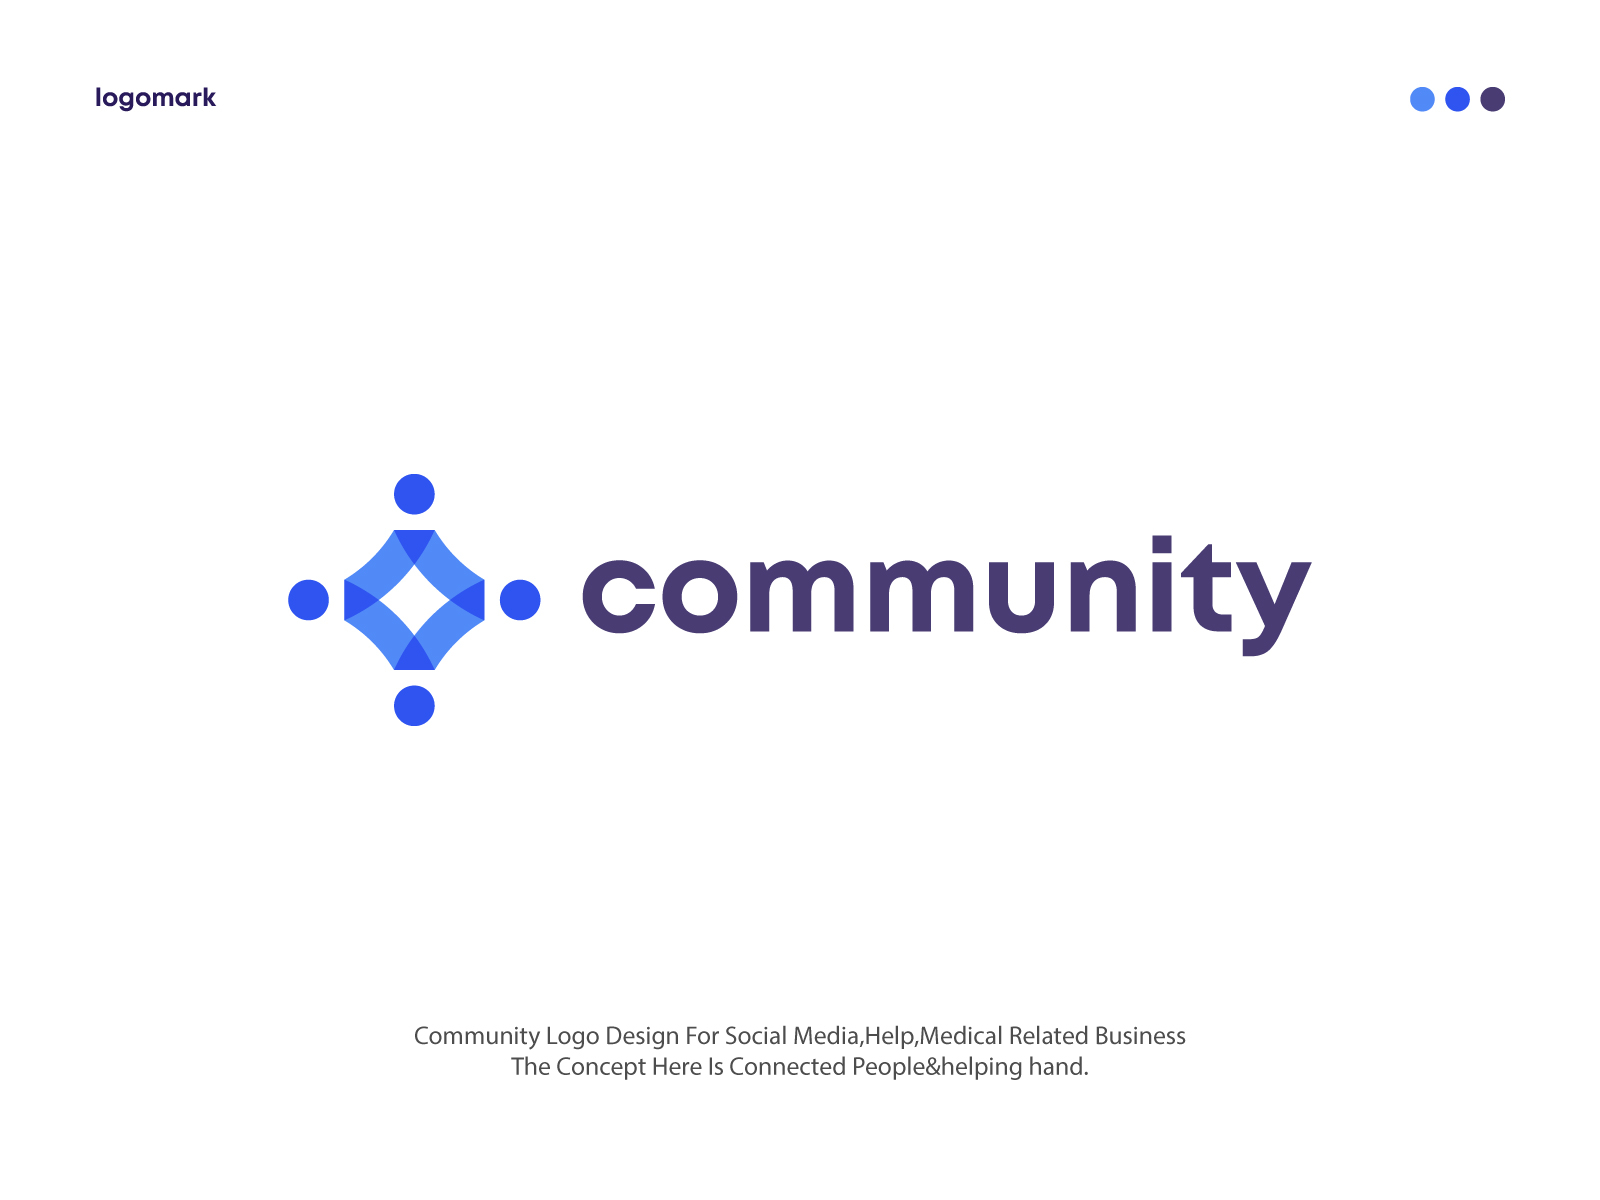 logomark
community
Community Logo Design For Social Media,Help,Medical Related Business
The Concept Here Is Connected People&helping hand.